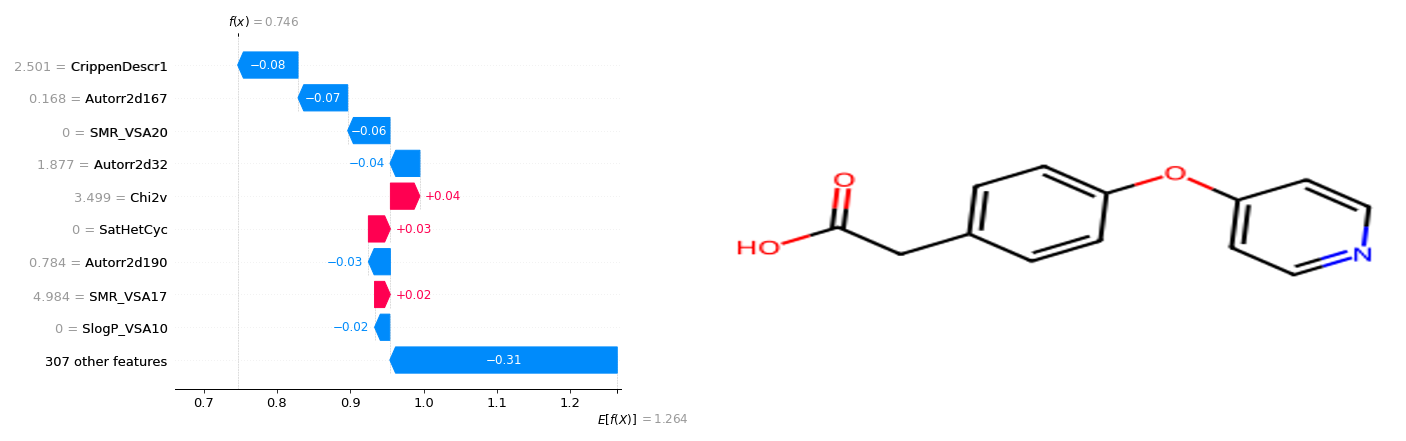 f(x) = 0.746
2.501 = CrippenDescr1
−0.08
0.168 = Autorr2d167
−0.07
0 = SMR_VSA20
−0.06
1.877 = Autorr2d32
−0.04
3.499 = Chi2v
+0.04
0 = SatHetCyc
+0.03
0.784 = Autorr2d190
−0.03
4.984 = SMR_VSA17
+0.02
0 = SlogP_VSA10
−0.02
307 other features
−0.31
0.7 0.8 0.9 1.0 1.1 1.2
E[f(X)] = 1.264
O
HO
O
N